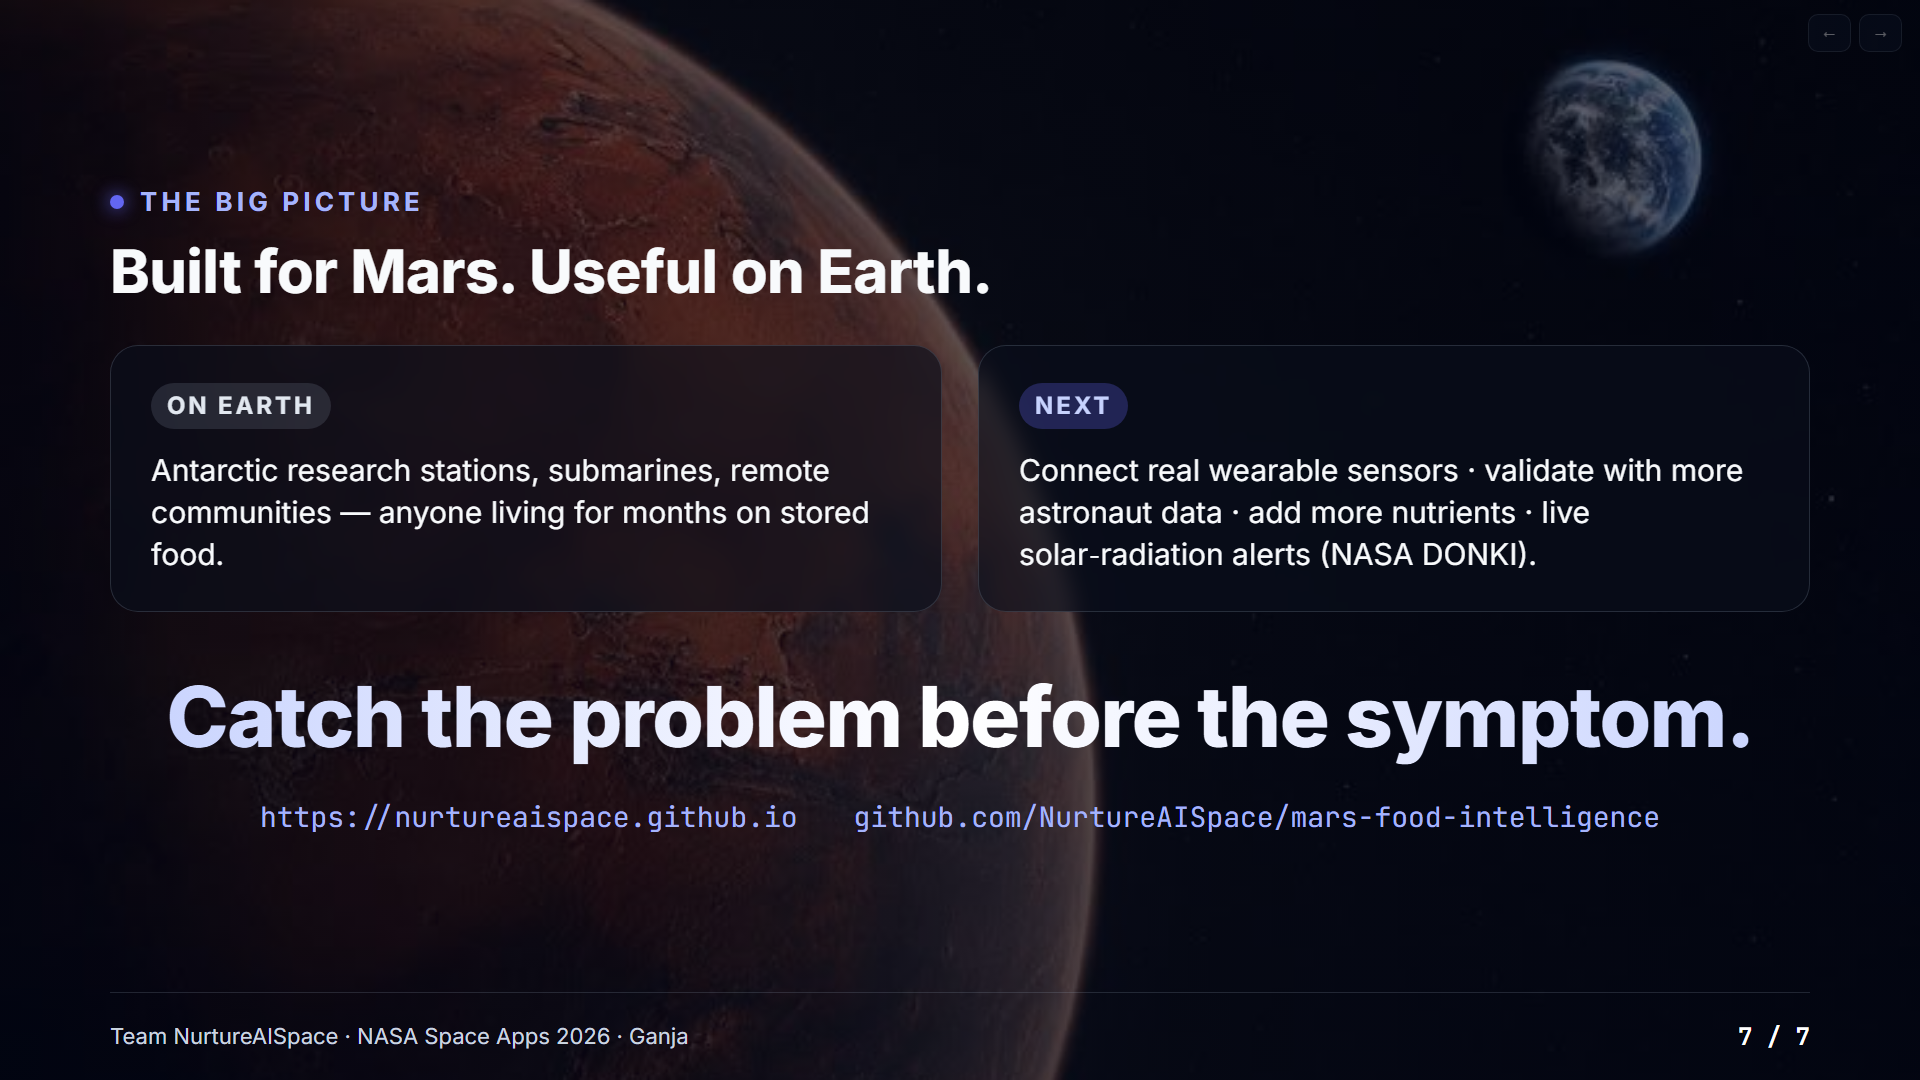 ← →
THE BIG PICTURE
Built for Mars. Useful on Earth.
ON EARTH
Antarctic research stations, submarines, remote
communities — anyone living for months on stored
food.
NEXT
Connect real wearable sensors · validate with more
astronaut data · add more nutrients · live
solar-radiation alerts (NASA DONKI).
Catch the problem before the symptom.
https://nurtureaispace.github.io github.com/NurtureAISpace/mars-food-intelligence
Team NurtureAISpace · NASA Space Apps 2026 · Ganja
7 / 7